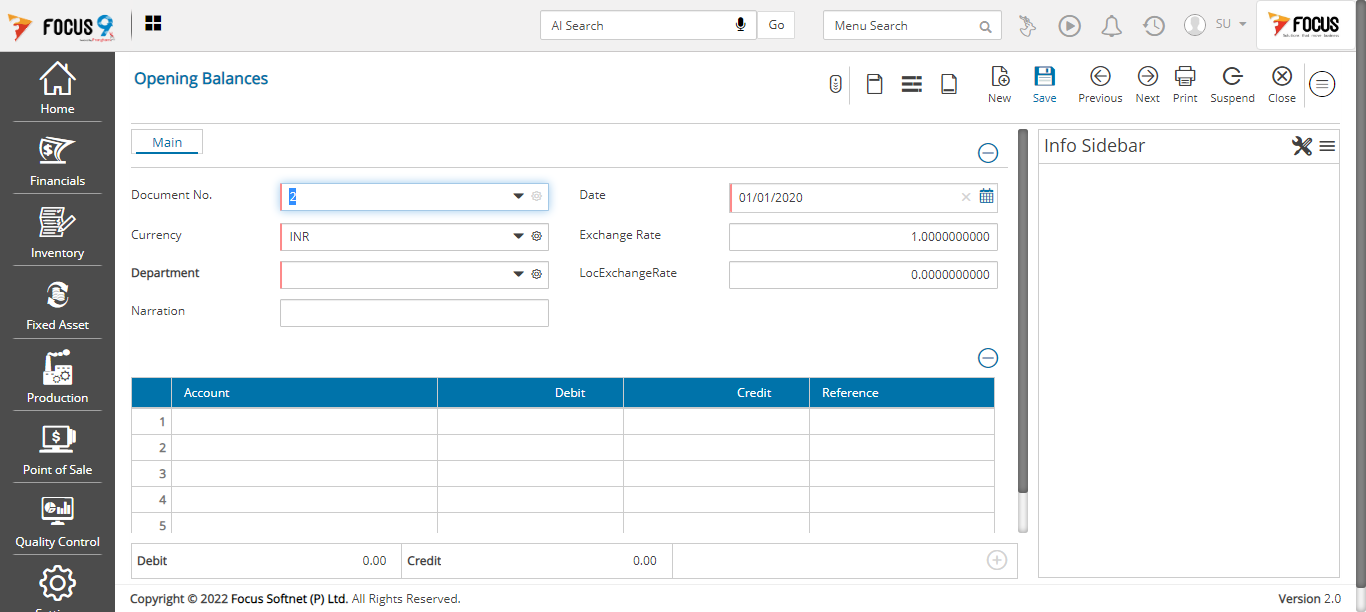 FOCUS 9
AI Search
Go
Menu Search
SU
FOCUS
Home
Financials
Inventory
Fixed Asset
Production
Point of Sale
Quality Control
Opening Balances
New
Save
Previous
Next
Print
Suspend
Close
Main
Document No.
2
Date
01/01/2020
Currency
INR
Exchange Rate
1.0000000000
Department
LocExchangeRate
0.0000000000
Narration
Info Sidebar
Account Debit Credit Reference
1
2
3
4
5
Debit 0.00 Credit 0.00
Copyright © 2022 Focus Softnet (P) Ltd. All Rights Reserved.
Version 2.0